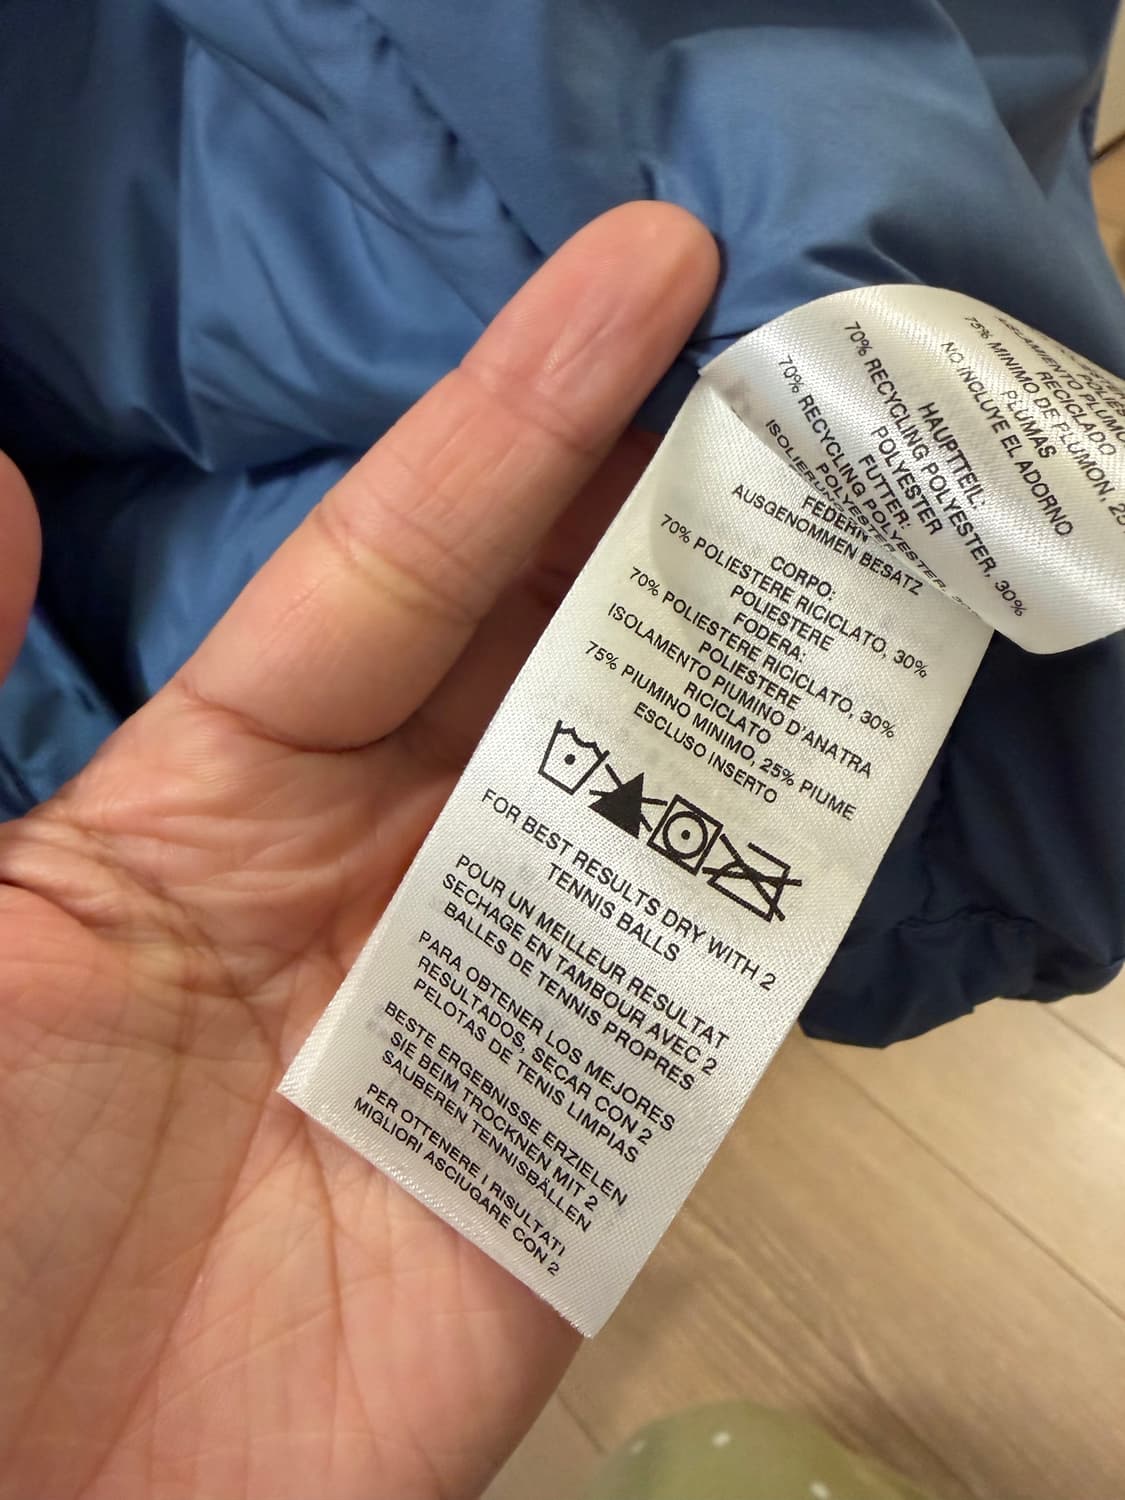 POLIES
RECICLADO
75% MINIMO DE PLUMON, 25
PLUMAS
NO INCLUYE EL ADORNO
HAUPTTEIL:
70% RECYCLING POLYESTER, 30%
POLYESTER
FUTTER:
70% RECYCLING POLYESTER,
POLYESTER
FEDERN
AUSGENOMMEN BESATZ
CORPO:
70% POLIESTERE RICICLATO, 30%
POLIESTERE
FODERA:
70% POLIESTERE RICICLATO, 30%
POLIESTERE
ISOLAMENTO PIUMINO D'ANATRA
RICICLATO
75% PIUMINO MINIMO, 25% PIUME
ESCLUSO INSERTO
FOR BEST RESULTS DRY WITH 2
TENNIS BALLS
POUR UN MEILLEUR RESULTAT
SECHAGE EN TAMBOUR AVEC 2
BALLES DE TENNIS PROPRES
PARA OBTENER LOS MEJORES
RESULTADOS, SECAR CON 2
PELOTAS DE TENIS LIMPIAS
BESTE ERGEBNISSE ERZIELEN
SIE BEIM TROCKNEN MIT 2
SAUBEREN TENNISBÄLLEN
PER OTTENERE I RISULTATI
MIGLIORI ASCIUGARE CON 2